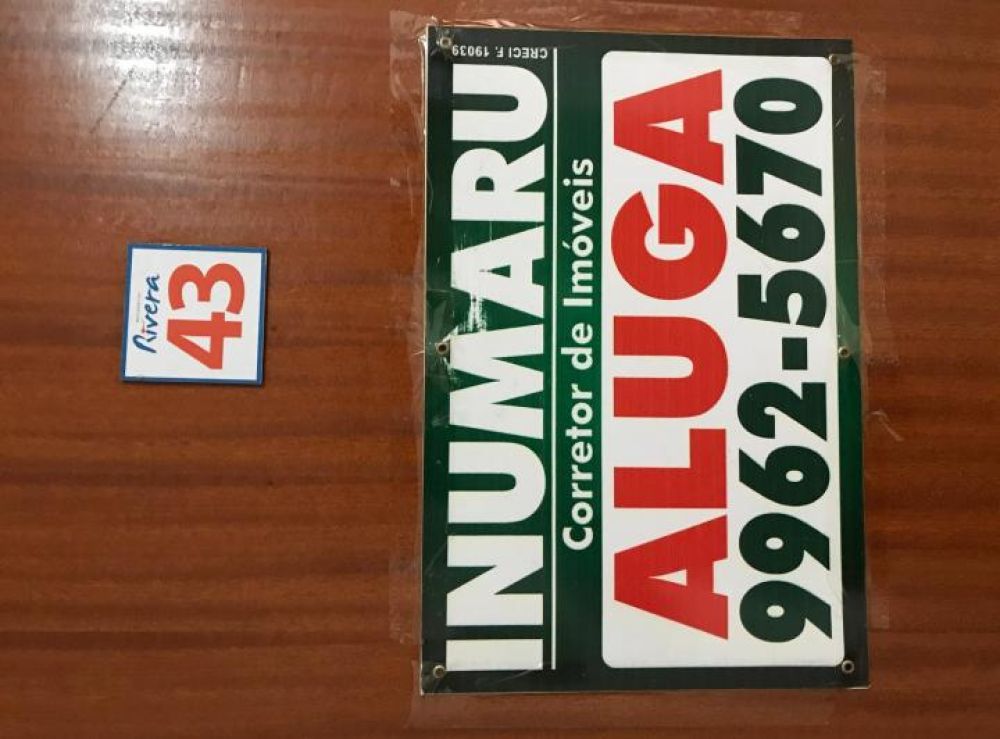 Rivera
43
CRECI F. 19039
INUMARU
Corretor de Imóveis
ALUGA
9962-5670